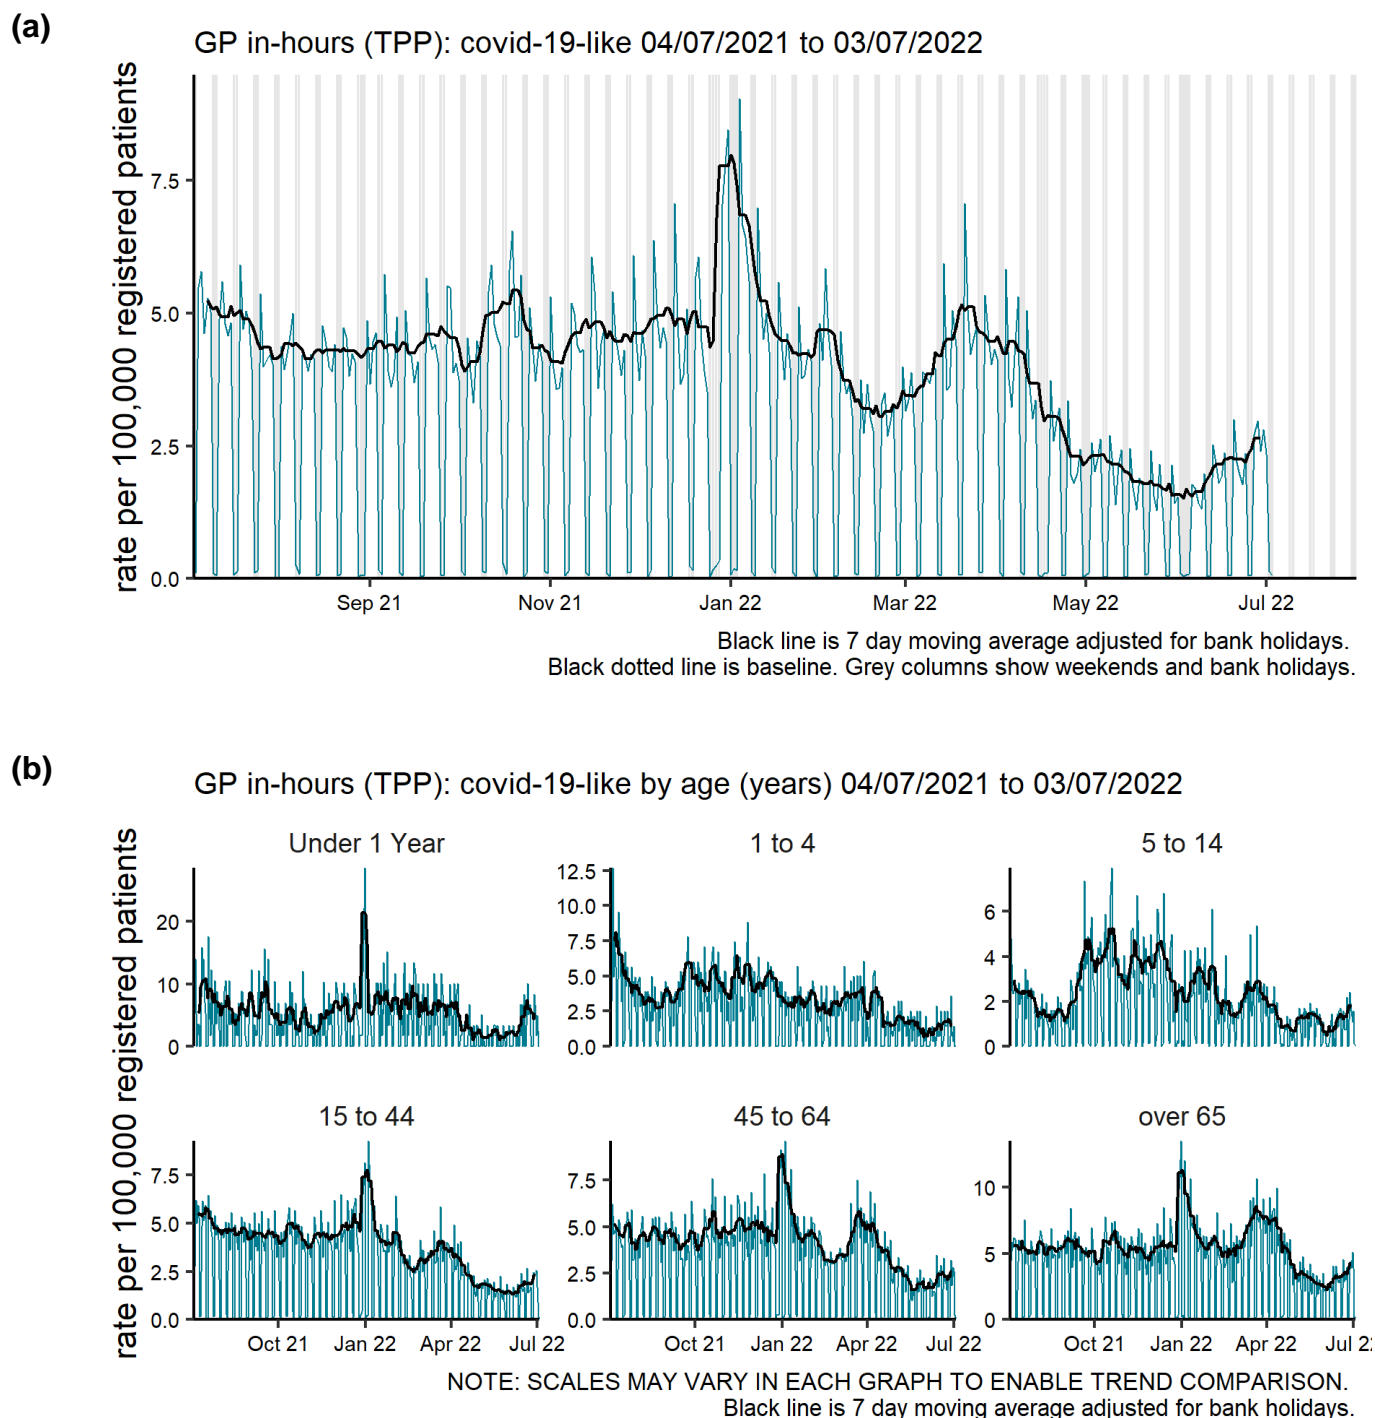 (a)
GP in-hours (TPP): covid-19-like 04/07/2021 to 03/07/2022
rate per 100,000 registered patients
7.5
5.0
2.5
0.0
Sep 21
Nov 21
Jan 22
Mar 22
May 22
Jul 22
Black line is 7 day moving average adjusted for bank holidays.
Black dotted line is baseline. Grey columns show weekends and bank holidays.
(b)
GP in-hours (TPP): covid-19-like by age (years) 04/07/2021 to 03/07/2022
rate per 100,000 registered patients
Under 1 Year
20
10
0
1 to 4
12.5
10.0
7.5
5.0
2.5
0.0
5 to 14
6
4
2
0
15 to 44
7.5
5.0
2.5
0.0
Oct 21
Jan 22
Apr 22
Jul 22
45 to 64
7.5
5.0
2.5
0.0
Oct 21
Jan 22
Apr 22
Jul 22
over 65
10
5
0
Oct 21
Jan 22
Apr 22
Jul 22
NOTE: SCALES MAY VARY IN EACH GRAPH TO ENABLE TREND COMPARISON.
Black line is 7 day moving average adjusted for bank holidays.